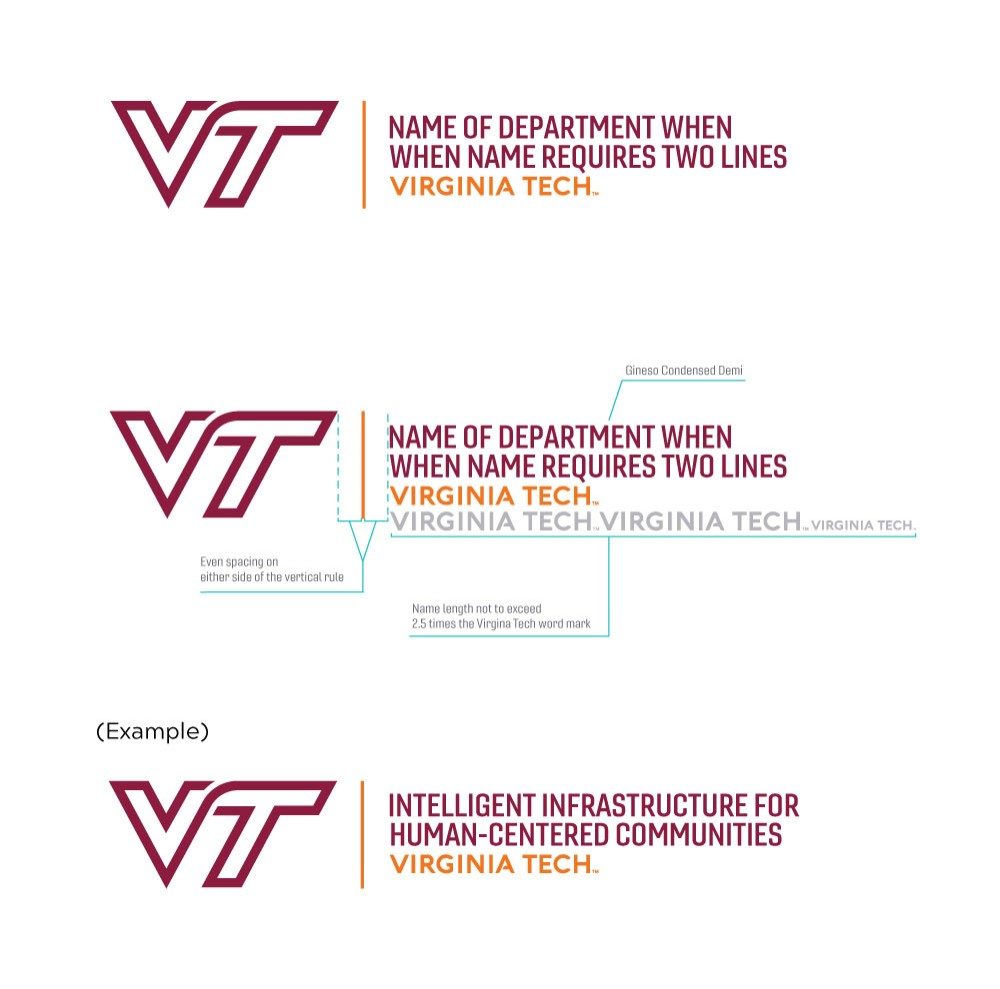 VT NAME OF DEPARTMENT WHEN
WHEN NAME REQUIRES TWO LINES
VIRGINIA TECH™
Gineso Condensed Demi
VT NAME OF DEPARTMENT WHEN
WHEN NAME REQUIRES TWO LINES
VIRGINIA TECH™
VIRGINIA TECH™ VIRGINIA TECH™ VIRGINIA TECH™
Even spacing on
either side of the vertical rule
Name length not to exceed
2.5 times the Virgina Tech word mark
(Example)
VT INTELLIGENT INFRASTRUCTURE FOR
HUMAN-CENTERED COMMUNITIES
VIRGINIA TECH™